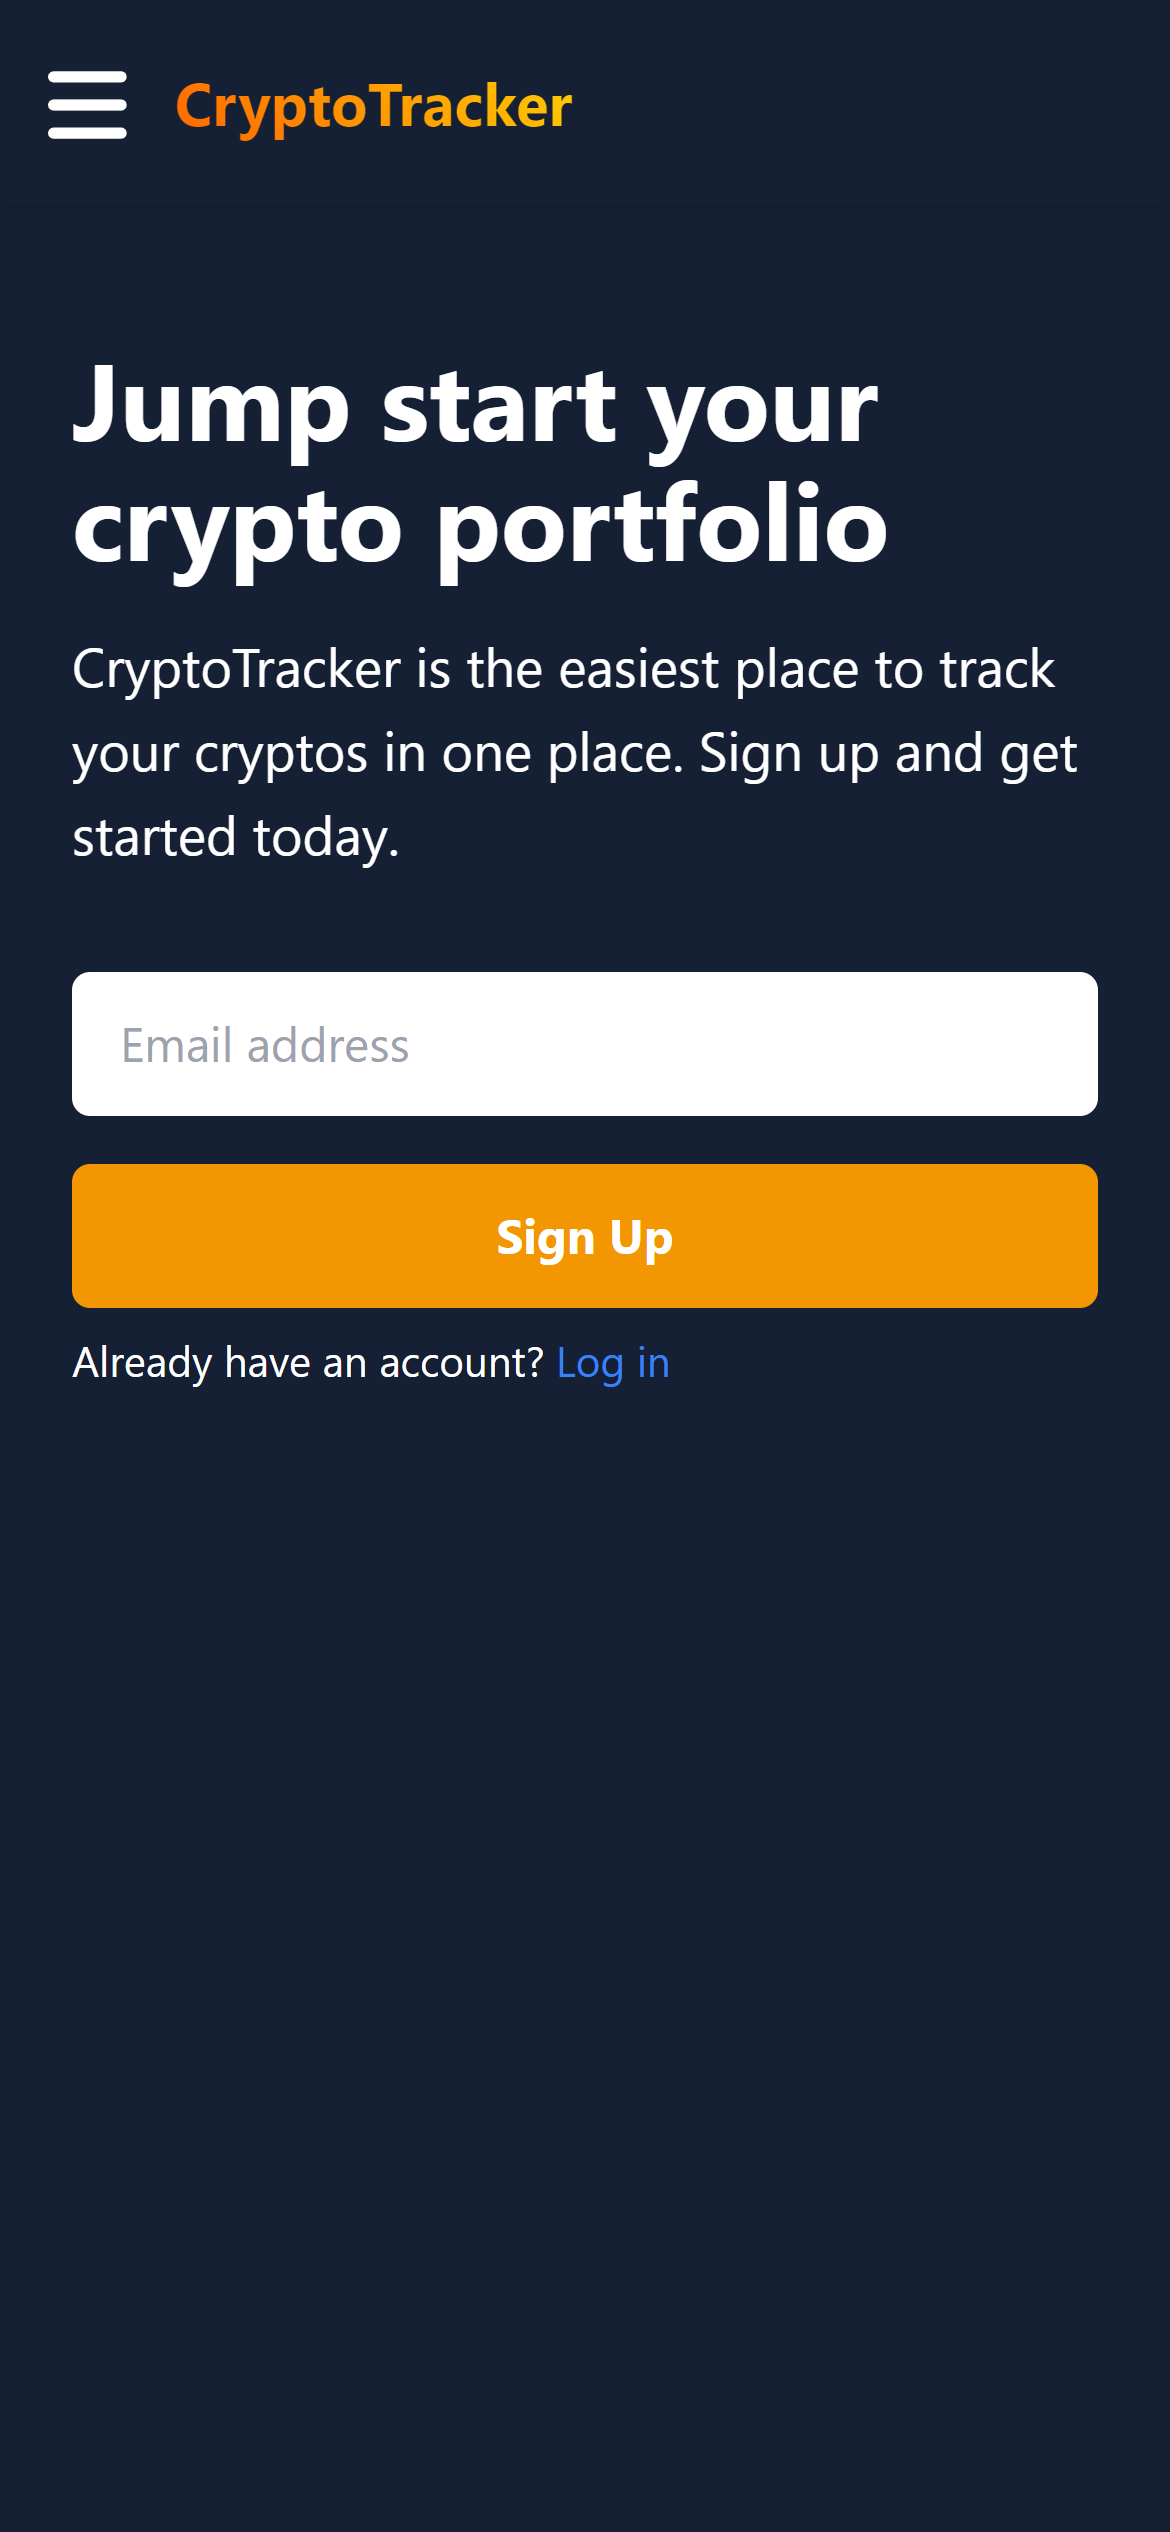 CryptoTracker
Jump start your
crypto portfolio
CryptoTracker is the easiest place to track
your cryptos in one place. Sign up and get
started today.
Email address
Sign Up
Already have an account? Log in